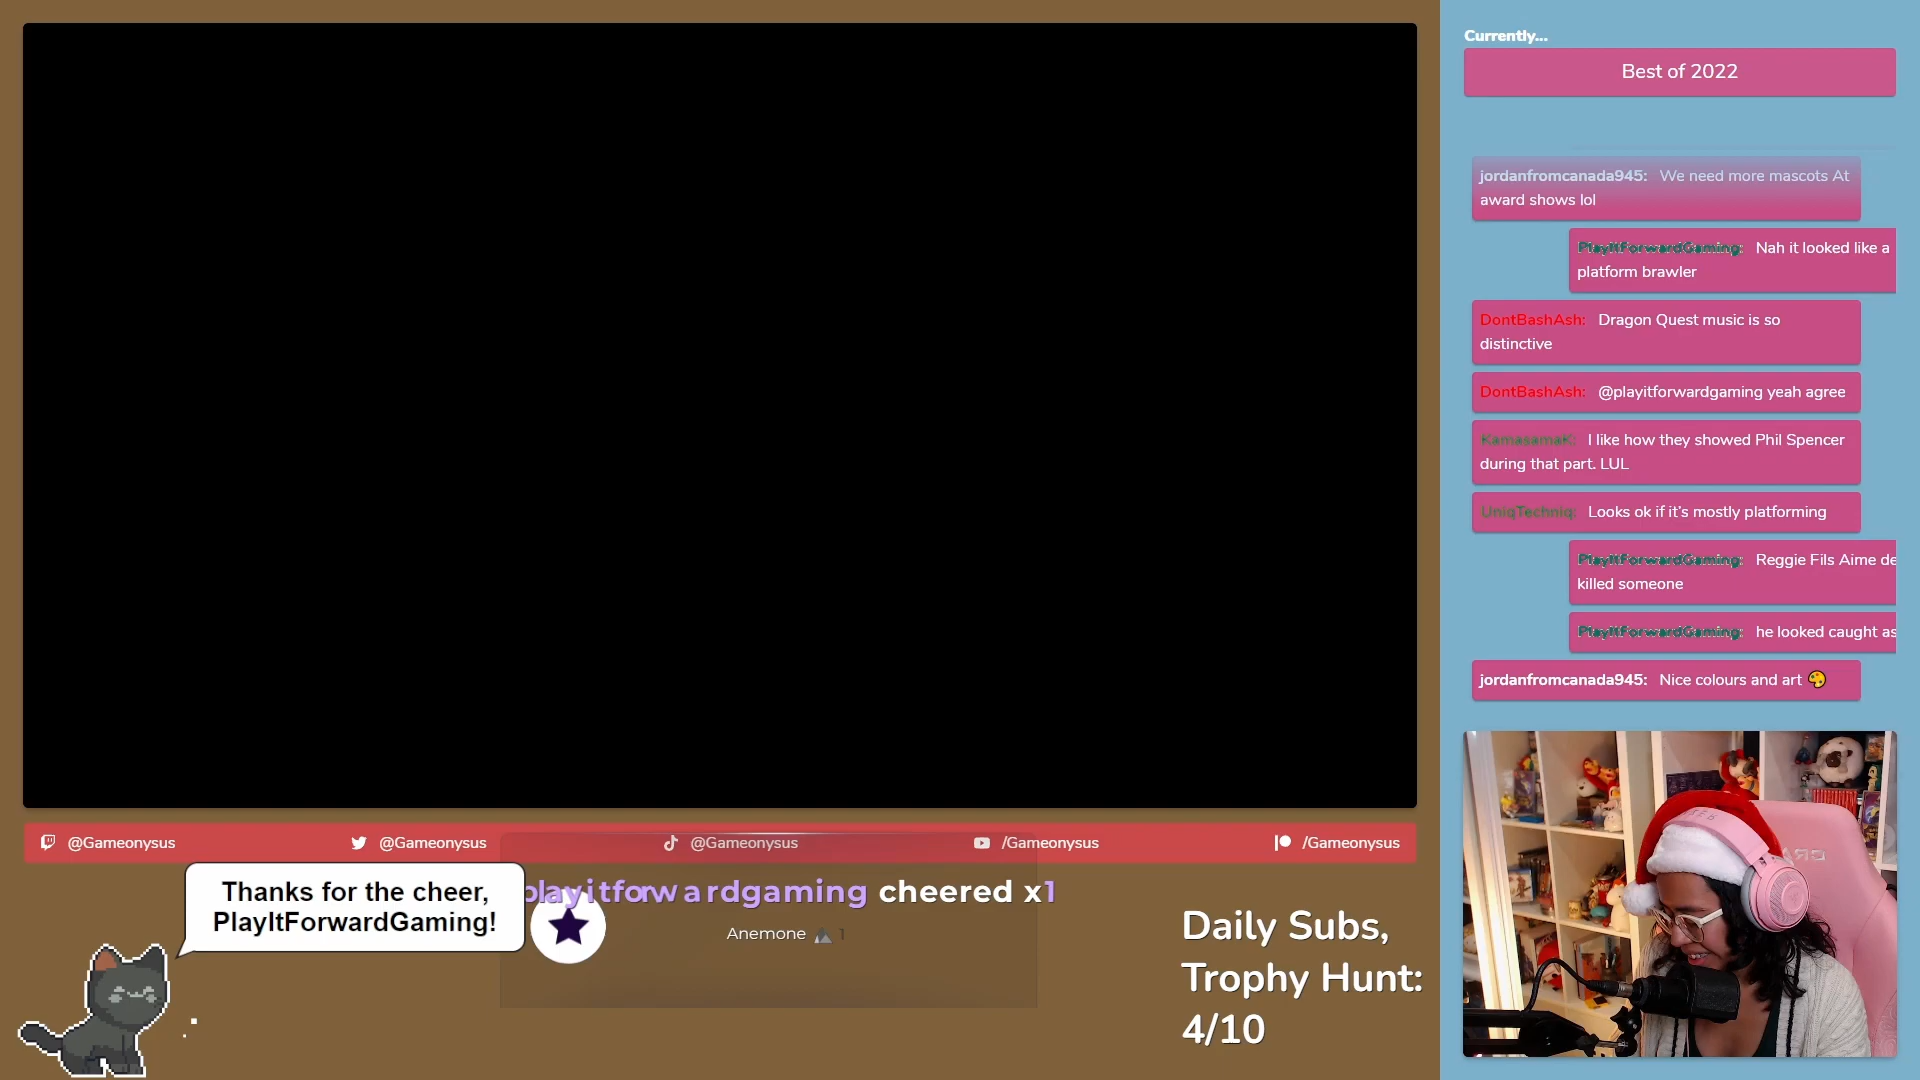 Currently...
Best of 2022
jordanfromcanada945: We need more mascots At
award shows lol
PlayItForwardGaming: Nah it looked like a
platform brawler
DontBashAsh: Dragon Quest music is so
distinctive
DontBashAsh: @playitforwardgaming yeah agree
KamasamaK: I like how they showed Phil Spencer
during that part. LUL
UniqTechniq: Looks ok if it's mostly platforming
PlayItForwardGaming: Reggie Fils Aime de
killed someone
PlayItForwardGaming: he looked caught as
jordanfromcanada945: Nice colours and art 🎨
@Gameonysus @Gameonysus @Gameonysus /Gameonysus /Gameonysus
Thanks for the cheer,
PlayItForwardGaming!
playitforwardgaming cheered x1
Anemone 1
Daily Subs,
Trophy Hunt:
4/10